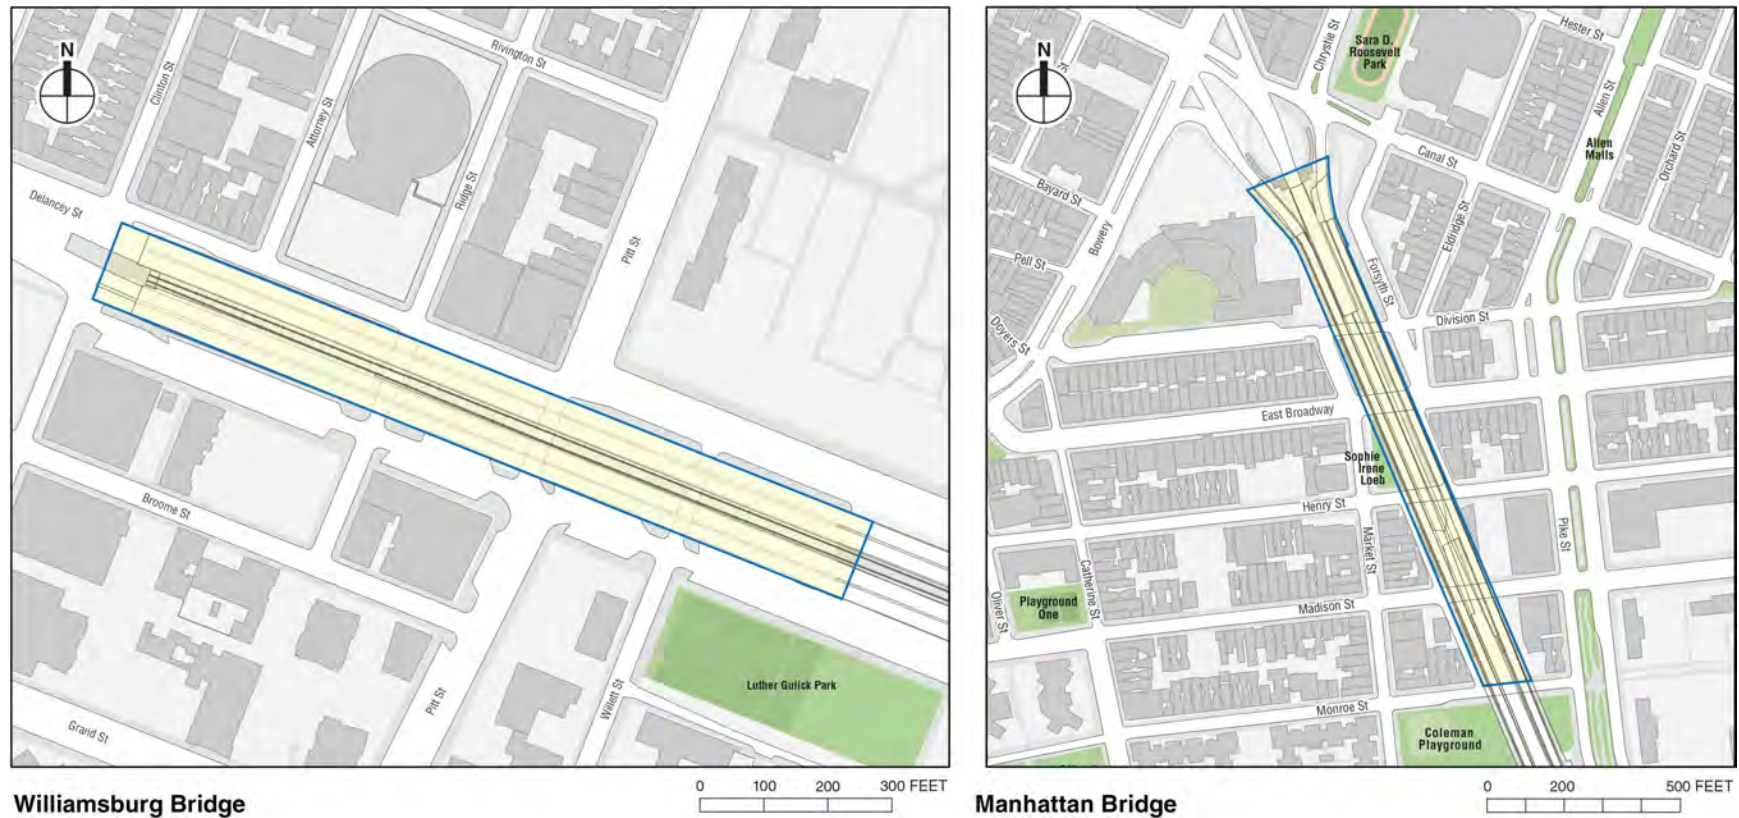 N
Rivington St
Clinton St
Attorney St
Ridge St
Delancey St
Pitt St
Broome St
Luther Gulick Park
Pitt St
Willett St
Grand St
0 100 200 300 FEET
Williamsburg Bridge
N
Chrystie St
Sara D.
Roosevelt
Park
Hester St
Allen St
Canal St
Allen
Malls
Orchard St
Bayard St
Eldridge St
Bowery
Pell St
Forsyth St
Doyers St
Division St
East Broadway
Sophie
Irene
Loeb
Henry St
Market St
Pike St
Catherine St
Oliver St
Playground
One
Madison St
Monroe St
Coleman
Playground
0 200 500 FEET
Manhattan Bridge